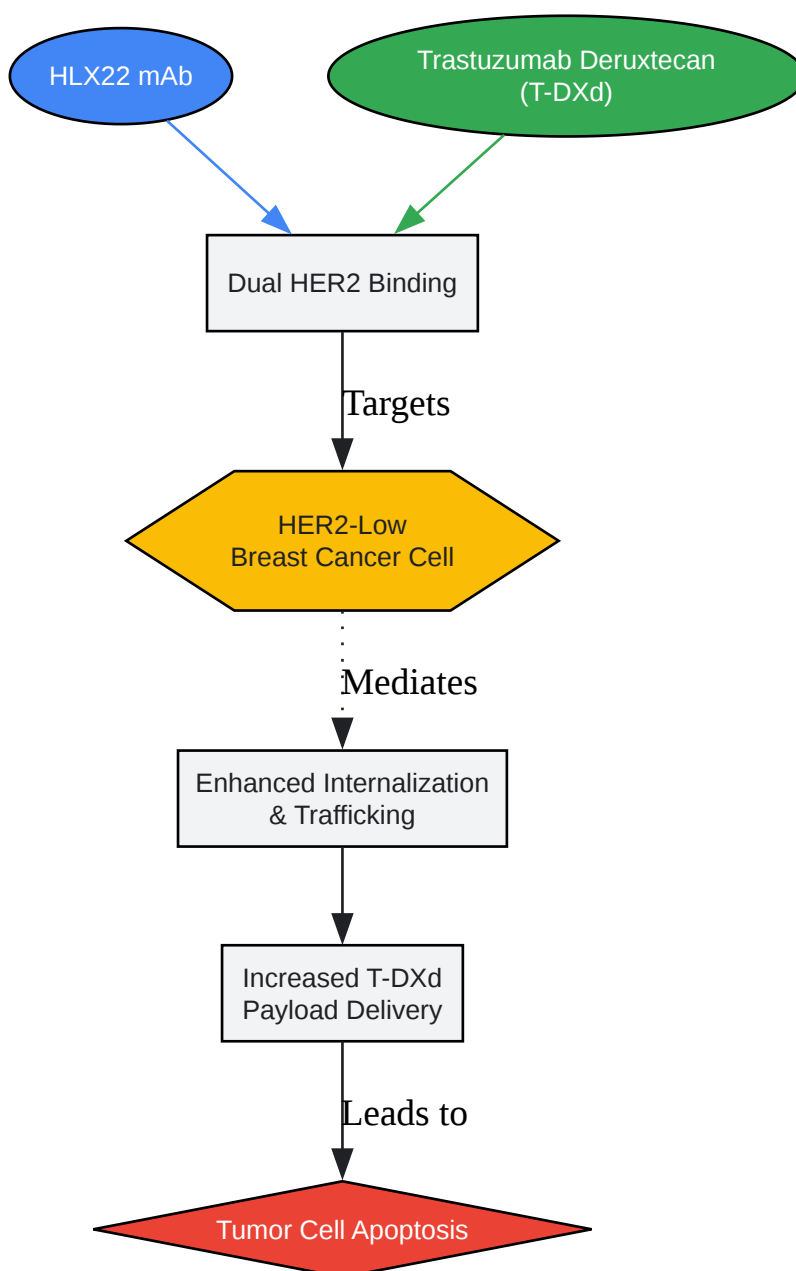 HLX22 mAb
Trastuzumab Deruxtecan
(T-DXd)
Dual HER2 Binding
Targets
HER2-Low
Breast Cancer Cell
Mediates
Enhanced Internalization
& Trafficking
Increased T-DXd
Payload Delivery
Leads to
Tumor Cell Apoptosis